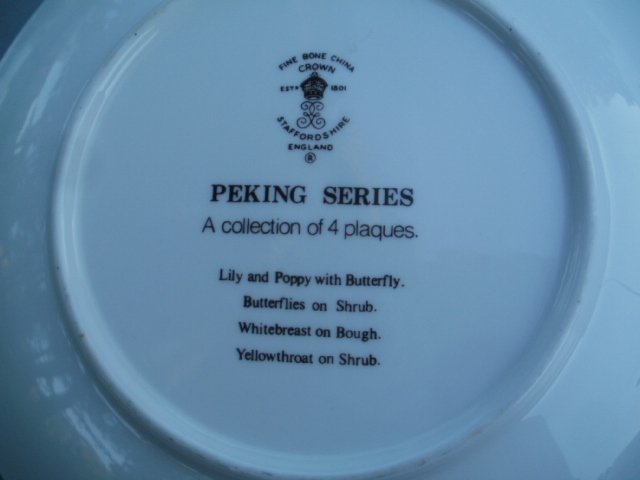 FINE BONE CHINA
CROWN
ESTD 1801
STAFFORDSHIRE
ENGLAND
®
PEKING SERIES
A collection of 4 plaques.
Lily and Poppy with Butterfly.
Butterflies on Shrub.
Whitebreast on Bough.
Yellowthroat on Shrub.